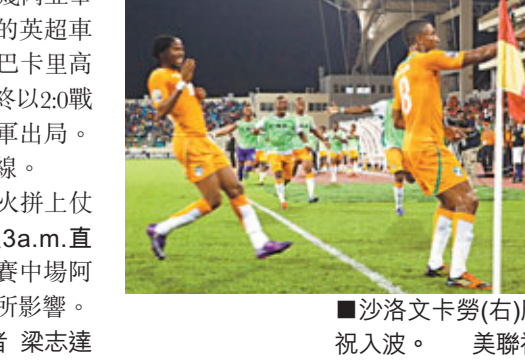 的英超車
巴卡里高
終以2:0戰
軍出局。
線。
火拼上仗
3a.m.直
賽中場阿
所影響。
者 梁志達
8
■沙洛文卡勞(右)
祝入波。 美聯社